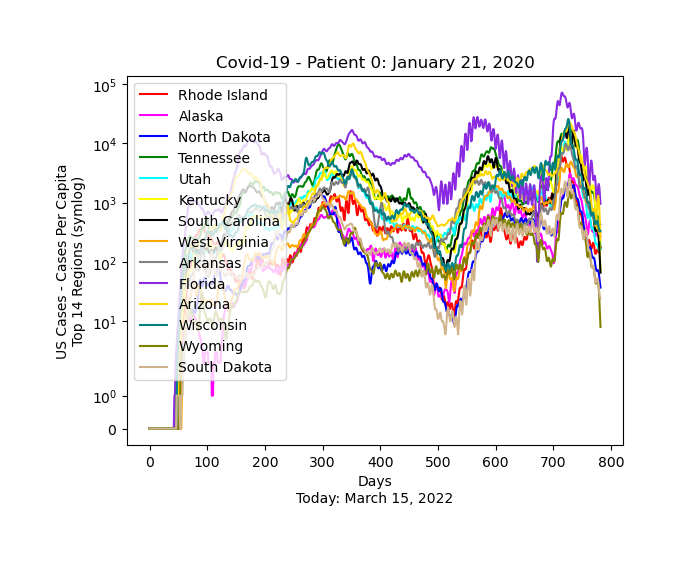 Covid-19 - Patient 0: January 21, 2020
US Cases - Cases Per Capita
Top 14 Regions (symlog)
10^5
10^4
10^3
10^2
10^1
10^0
0
Rhode Island
Alaska
North Dakota
Tennessee
Utah
Kentucky
South Carolina
West Virginia
Arkansas
Florida
Arizona
Wisconsin
Wyoming
South Dakota
0 100 200 300 400 500 600 700 800
Days
Today: March 15, 2022